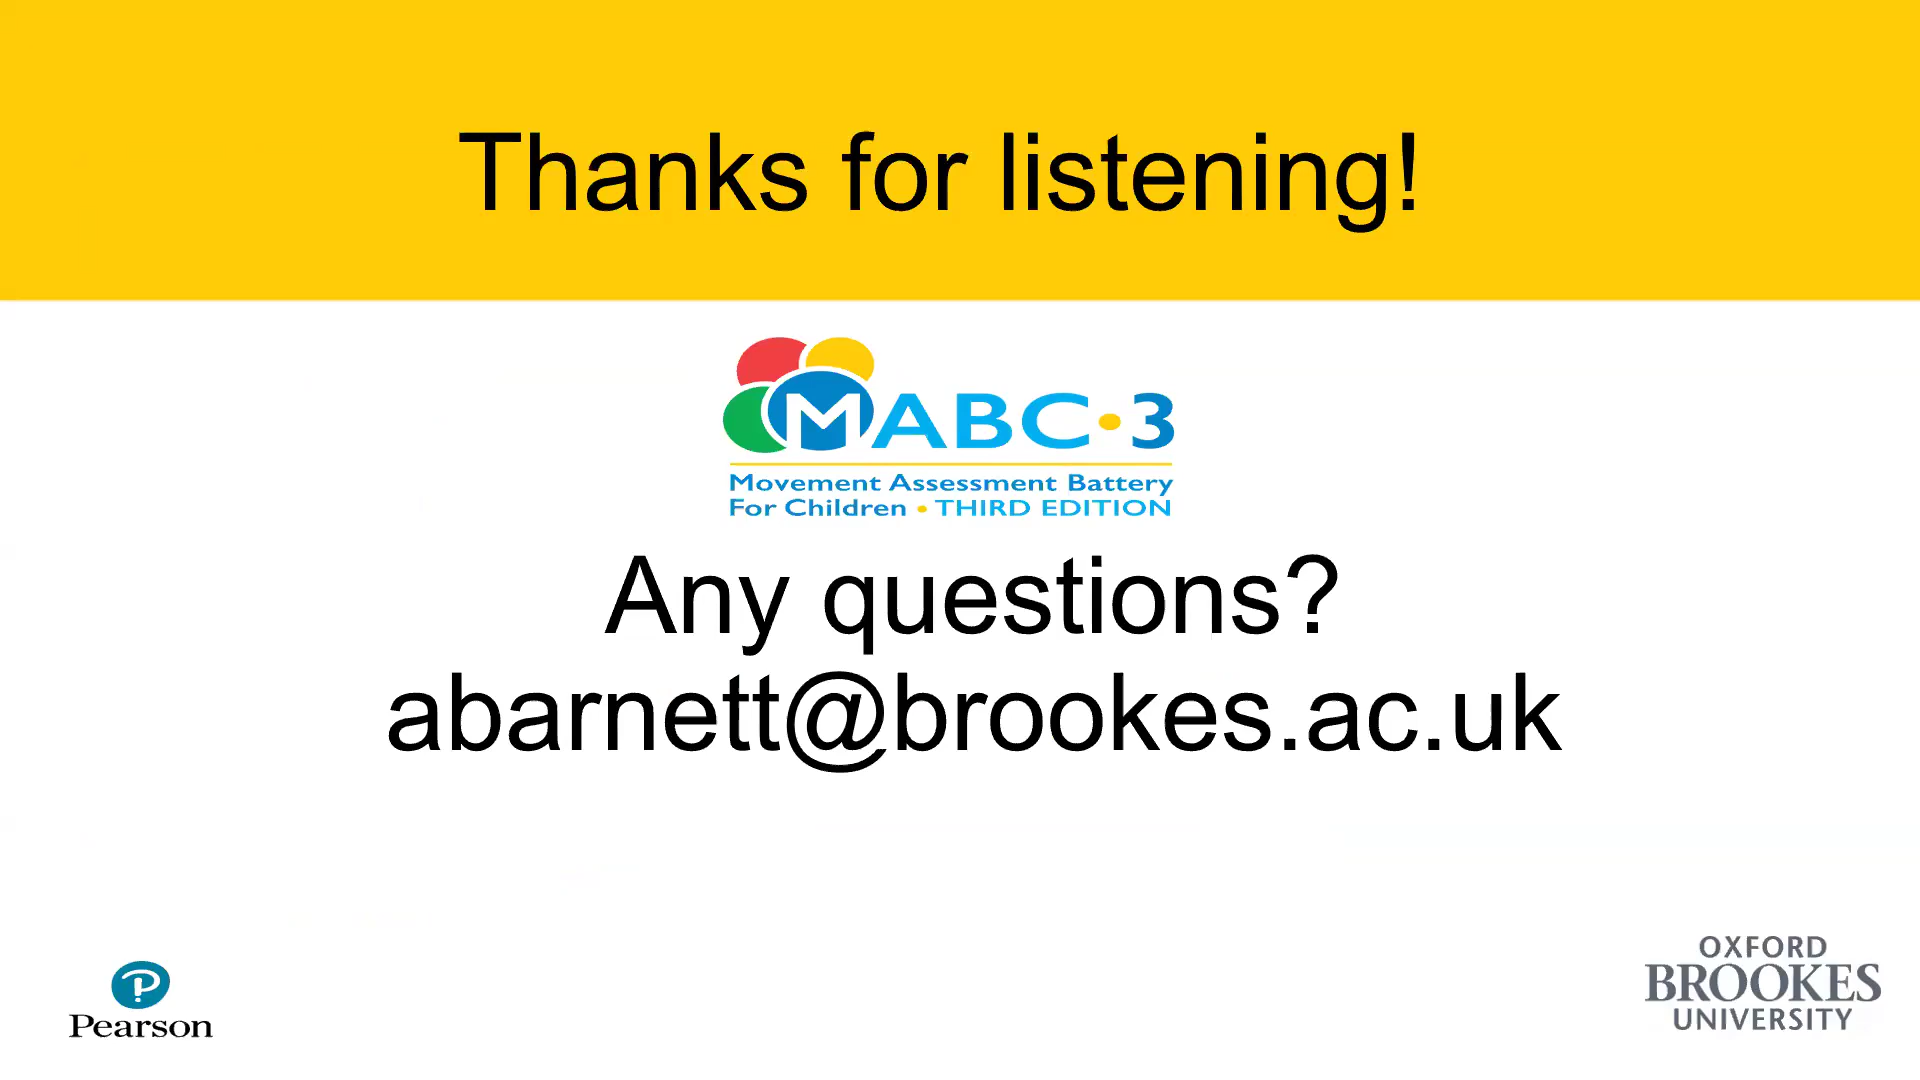 Thanks for listening!
MABC·3
Movement Assessment Battery
For Children • THIRD EDITION
Any questions?
abarnett@brookes.ac.uk
Pearson
OXFORD
BROOKES
UNIVERSITY